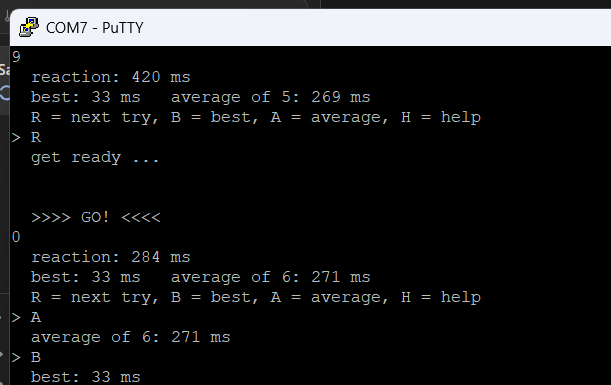 Sa
COM7 - PuTTY
9
reaction: 420 ms
best: 33 ms   average of 5: 269 ms
R = next try, B = best, A = average, H = help
> R
get ready ...
>>>> GO! <<<<
0
reaction: 284 ms
best: 33 ms   average of 6: 271 ms
R = next try, B = best, A = average, H = help
> A
average of 6: 271 ms
> B
best: 33 ms